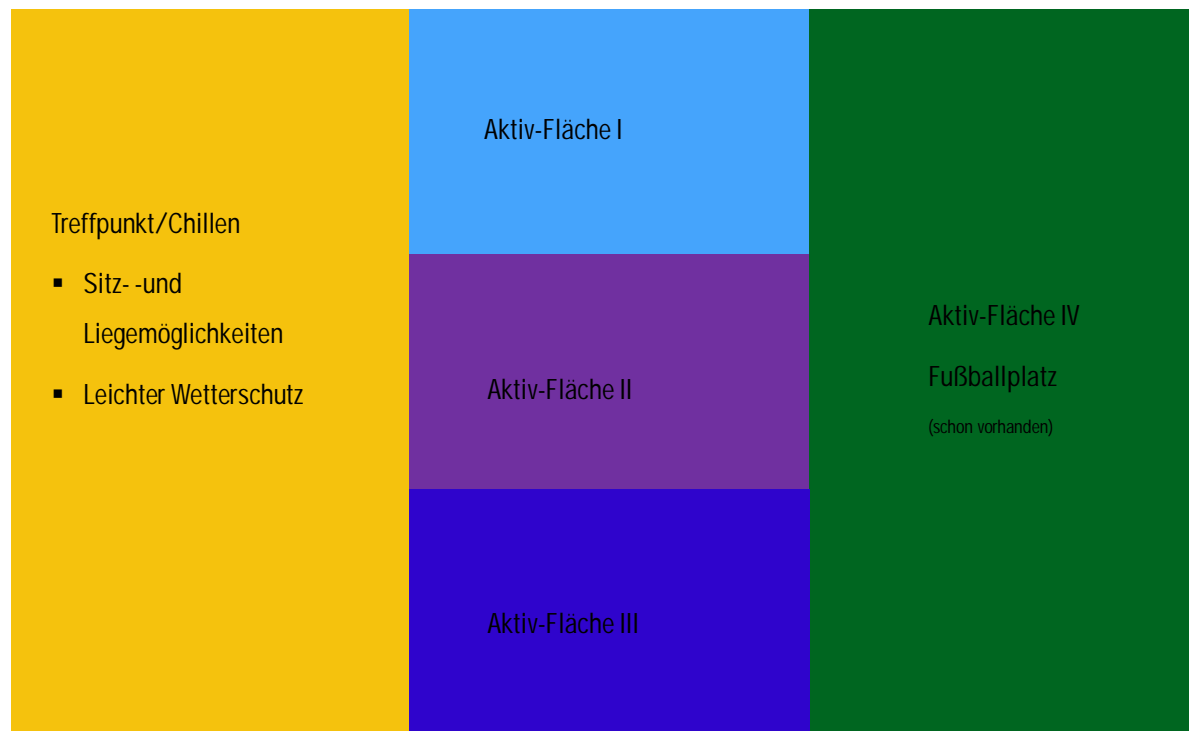 Treffpunkt/Chillen
▪ Sitz- -und
Liegemöglichkeiten
▪ Leichter Wetterschutz
Aktiv-Fläche I
Aktiv-Fläche II
Aktiv-Fläche III
Aktiv-Fläche IV
Fußballplatz
(schon vorhanden)